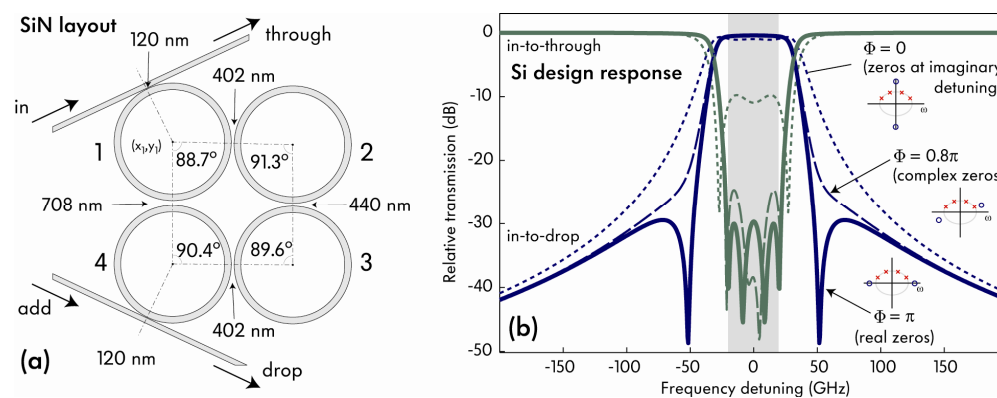 SiN layout
120 nm
through
402 nm
in
(x₁,y₁)
1
88.7°
91.3°
2
708 nm
440 nm
4
90.4°
89.6°
3
add
402 nm
120 nm
(a)
drop
Relative transmission (dB)
0
-10
-20
-30
-40
-50
in-to-through
Si design response
in-to-drop
(b)
Φ = 0
(zeros at imaginary
detuning)
ω
Φ = 0.8π
(complex zeros)
ω
ω
Φ = π
(real zeros)
-150
-100
-50
0
50
100
150
Frequency detuning (GHz)